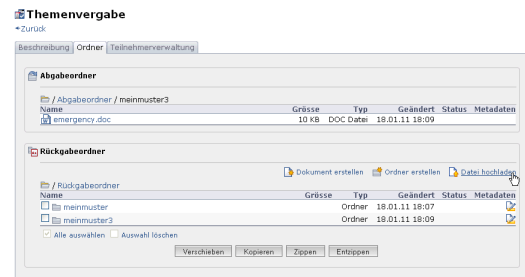 Themenvergabe
Zurück
Beschreibung Ordner Teilnehmerverwaltung
Abgabeordner
/ Abgabeordner / meinmuster3
Name Grösse Typ Geändert Status Metadaten
emergency.doc 10 KB DOC Datei 18.01.11 18:09
Rückgabeordner
Dokument erstellen Ordner erstellen Datei hochladen
/ Rückgabeordner
Name Grösse Typ Geändert Status Metadaten
meinmuster Ordner 18.01.11 18:07
meinmuster3 Ordner 18.01.11 18:09
Alle auswählen Auswahl löschen
Verschieben Kopieren Zippen Entzippen